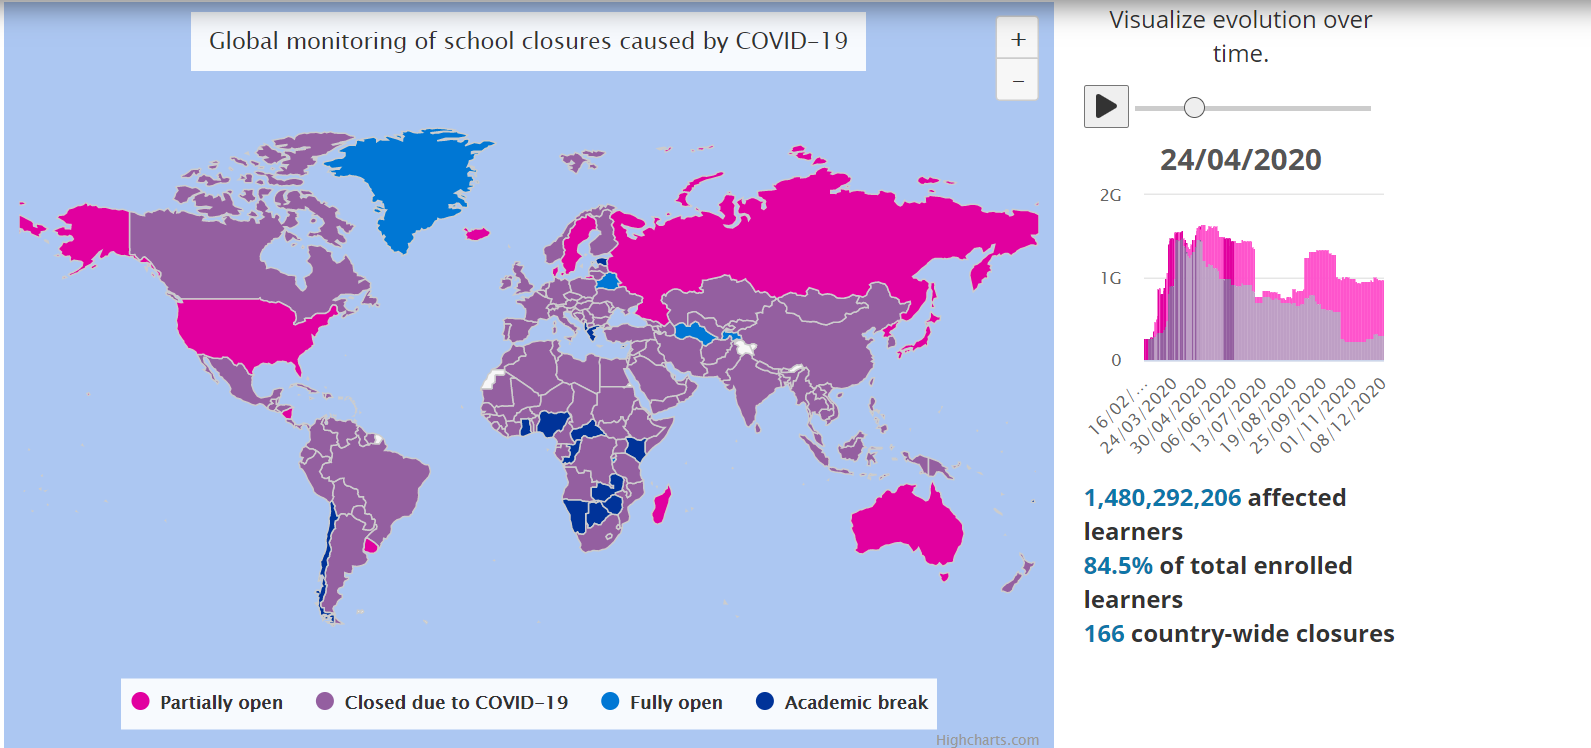 Global monitoring of school closures caused by COVID-19
+
−
Visualize evolution over
time.
24/04/2020
2G
1G
0
16/02/…
24/03/2020
30/04/2020
06/06/2020
13/07/2020
19/08/2020
25/09/2020
01/11/2020
08/12/2020
1,480,292,206 affected
learners
84.5% of total enrolled
learners
166 country-wide closures
Partially open
Closed due to COVID-19
Fully open
Academic break
Highcharts.com